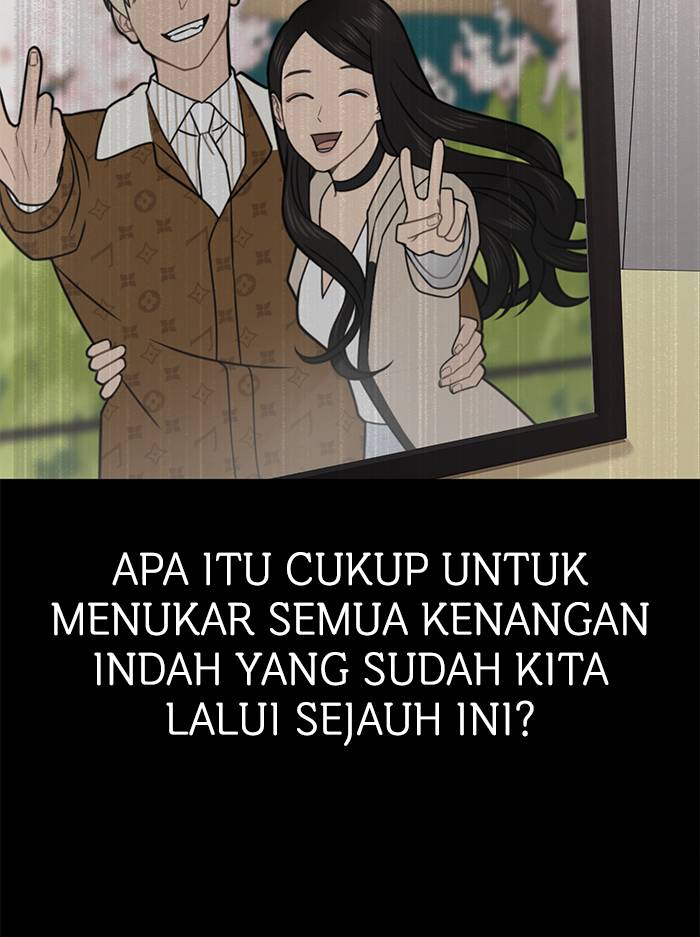 APA ITU CUKUP UNTUK
MENUKAR SEMUA KENANGAN
INDAH YANG SUDAH KITA
LALUI SEJAUH INI?